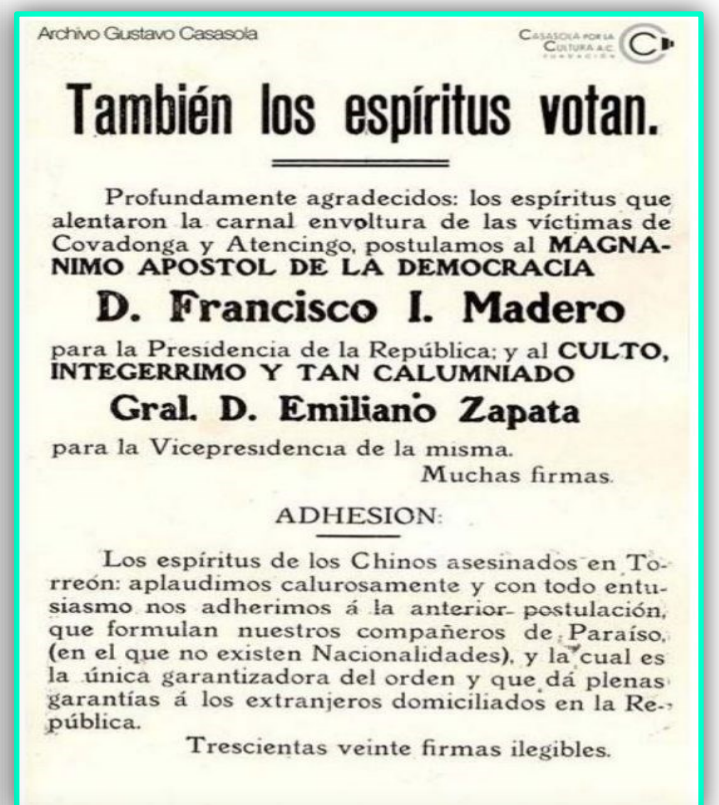 Archivo Gustavo Casasola
CASASOLA POR LA
CULTURA A.C.
FUNDACIÓN
También los espíritus votan.
Profundamente agradecidos: los espíritus que
alentaron la carnal envoltura de las víctimas de
Covadonga y Atencingo, postulamos al MAGNA-
NIMO APOSTOL DE LA DEMOCRACIA
D. Francisco I. Madero
para la Presidencia de la República; y al CULTO,
INTEGERRIMO Y TAN CALUMNIADO
Gral. D. Emiliano Zapata
para la Vicepresidencia de la misma.
Muchas firmas.
ADHESION:
Los espíritus de los Chinos asesinados en To-
rreón: aplaudimos calurosamente y con todo entu-
siasmo nos adherimos á la anterior postulación,
que formulan nuestros compañeros de Paraíso,
(en el que no existen Nacionalidades), y la cual es
la única garantizadora del orden y que dá plenas
garantías á los extranjeros domiciliados en la Re-
pública.
Trescientas veinte firmas ilegibles.